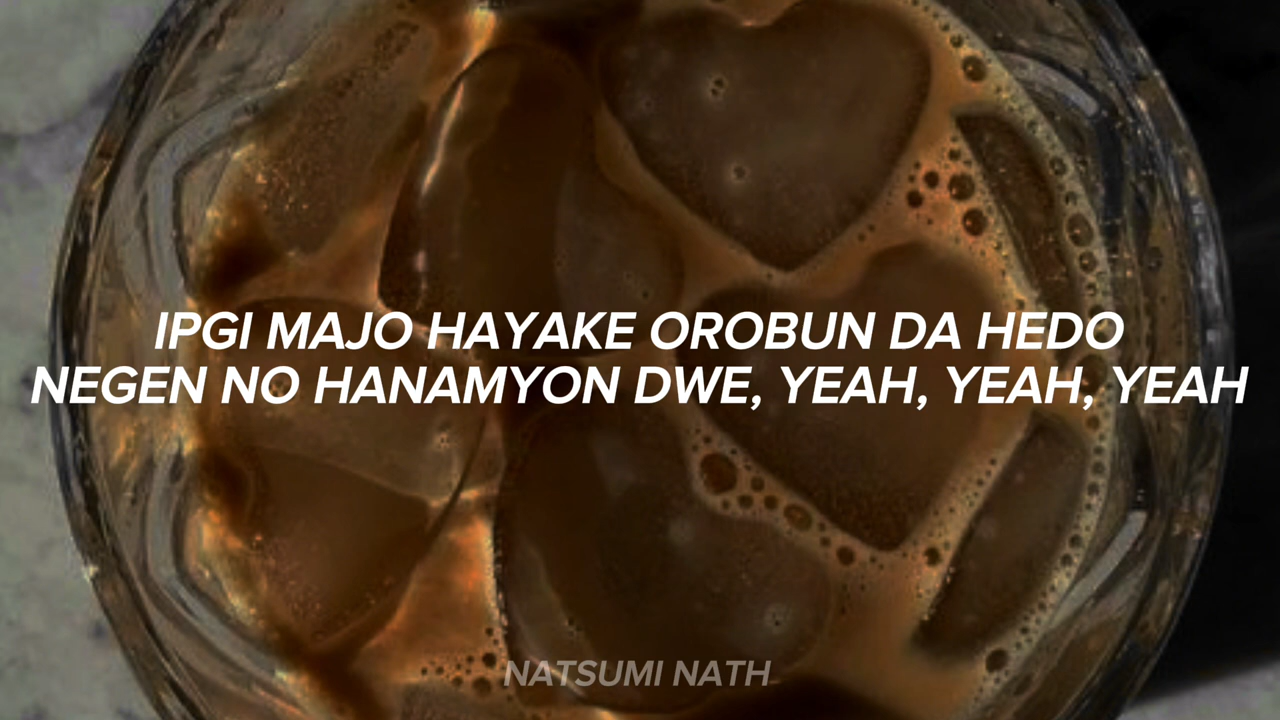 IPGI MAJO HAYAKE OROBUN DA HEDO
NEGEN NO HANAMYON DWE, YEAH, YEAH, YEAH
NATSUMI NATH